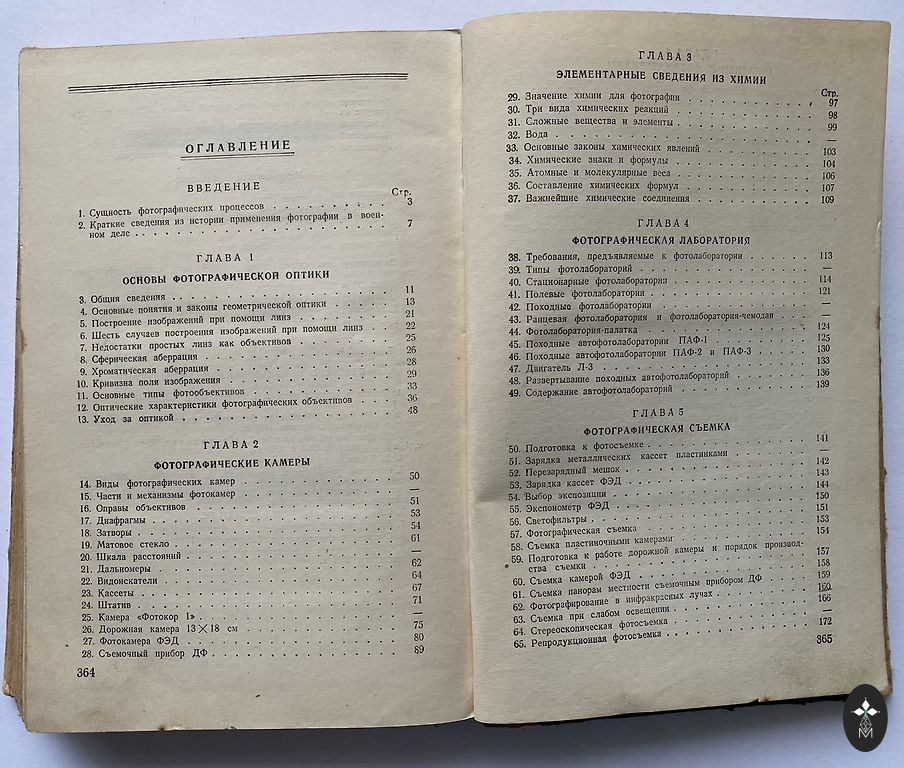 ОГЛАВЛЕНИЕ
ВВЕДЕНИЕ
Стр.
1. Сущность фотографических процессов . . . . . . . . . . 3
2. Краткие сведения из истории применения фотографии в воен-
ном деле . . . . . . . . . . 7
ГЛАВА 1
ОСНОВЫ ФОТОГРАФИЧЕСКОЙ ОПТИКИ
3. Общия сведения . . . . . . . . . . 11
4. Основные понятия и законы геометрической оптики . . . . . 13
5. Построение изображений при помощи линз . . . . . . 21
6. Шесть случаев построения изображений при помощи линз . . 22
7. Недостатки простых линз как объективов . . . . . . 25
8. Сферическая аберрация . . . . . . . . . . 26
9. Хроматическая аберрация . . . . . . . . . . 28
10. Кривизна поля изображения . . . . . . . . . . 29
11. Основные типы фотообъективов . . . . . . . . 33
12. Оптические характеристики фотографических объективов . . . 36
13. Уход за оптикой . . . . . . . . . . 48
ГЛАВА 2
ФОТОГРАФИЧЕСКИЕ КАМЕРЫ
14. Виды фотографических камер . . . . . . . . . . 50
15. Части и механизмы фотокамер . . . . . . . . . . —
16. Оправы объективов . . . . . . . . . . 51
17. Диафрагмы . . . . . . . . . . 53
18. Затворы . . . . . . . . . . 54
19. Матовое стекло . . . . . . . . . . 61
20. Шкала расстояний . . . . . . . . . . —
21. Дальномеры . . . . . . . . . . 62
22. Видоискатели . . . . . . . . . . 64
23. Кассеты . . . . . . . . . . 67
24. Штатив . . . . . . . . . . 71
25. Камера «Фотокор 1» . . . . . . . . . . —
26. Дорожная камера 13×18 см . . . . . . . . . . 75
27. Фотокамера ФЭД . . . . . . . . . . 80
28. Съемочный прибор ДФ . . . . . . . . . . 89
364
ГЛАВА 3
ЭЛЕМЕНТАРНЫЕ СВЕДЕНИЯ ИЗ ХИМИИ
Стр.
29. Значение химии для фотографии . . . . . . . . . . 97
30. Три вида химических реакций . . . . . . . . . . 98
31. Сложные вещества и элементы . . . . . . . . . . 99
32. Вода . . . . . . . . . . —
33. Основные законы химических явлений . . . . . . . . 103
34. Химические знаки и формулы . . . . . . . . . . 104
35. Атомные и молекулярные веса . . . . . . . . . . 106
36. Составление химических формул . . . . . . . . . . 107
37. Важнейшие химические соединения . . . . . . . . . . 109
ГЛАВА 4
ФОТОГРАФИЧЕСКАЯ ЛАБОРАТОРИЯ
38. Требования, предъявляемые к фотолаборатории . . . . . 113
39. Типы фотолабораторий . . . . . . . . . . —
40. Стационарные фотолаборатории . . . . . . . . . . 114
41. Полевые фотолаборатории . . . . . . . . . . 121
42. Походные фотолаборатории . . . . . . . . . . —
43. Ранцевая фотолаборатория и фотолаборатория-чемодан . . . —
44. Фотолаборатория-палатка . . . . . . . . . . 124
45. Походные автофотолаборатории ПАФ-1 . . . . . . . . 125
46. Походные автофотолаборатории ПАФ-2 и ПАФ-3 . . . . . 130
47. Двигатель Л-3 . . . . . . . . . . 133
48. Развертывание походных автофотолабораторий . . . . . . 136
49. Содержание автофотолабораторий . . . . . . . . . . 139
ГЛАВА 5
ФОТОГРАФИЧЕСКАЯ СЪЕМКА
50. Подготовка к фотосъемке . . . . . . . . . . 141
51. Зарядка металлических кассет пластинками . . . . . . —
52. Перезарядный мешок . . . . . . . . . . 142
53. Зарядка кассет ФЭД . . . . . . . . . . 143
54. Выбор экспозиции . . . . . . . . . . 144
55. Экспонометр ФЭД . . . . . . . . . . 150
56. Светофильтры . . . . . . . . . . 151
57. Фотографическая съемка . . . . . . . . . . 153
58. Съемка пластиночными камерами . . . . . . . . . . 154
59. Подготовка к работе дорожной камеры и порядок производ-
ства съемки . . . . . . . . . . 157
60. Съемка камерой ФЭД . . . . . . . . . . 158
61. Съемка панорам местности съемочным прибором ДФ . . . . 159
62. Фотографирование в инфракрасных лучах . . . . . . . . 160
63. Съемка при слабом освещении . . . . . . . . . . 166
64. Стереоскопическая фотосъемка . . . . . . . . . . —
65. Репродукционная фотосъемка . . . . . . . . . . 172
365
М